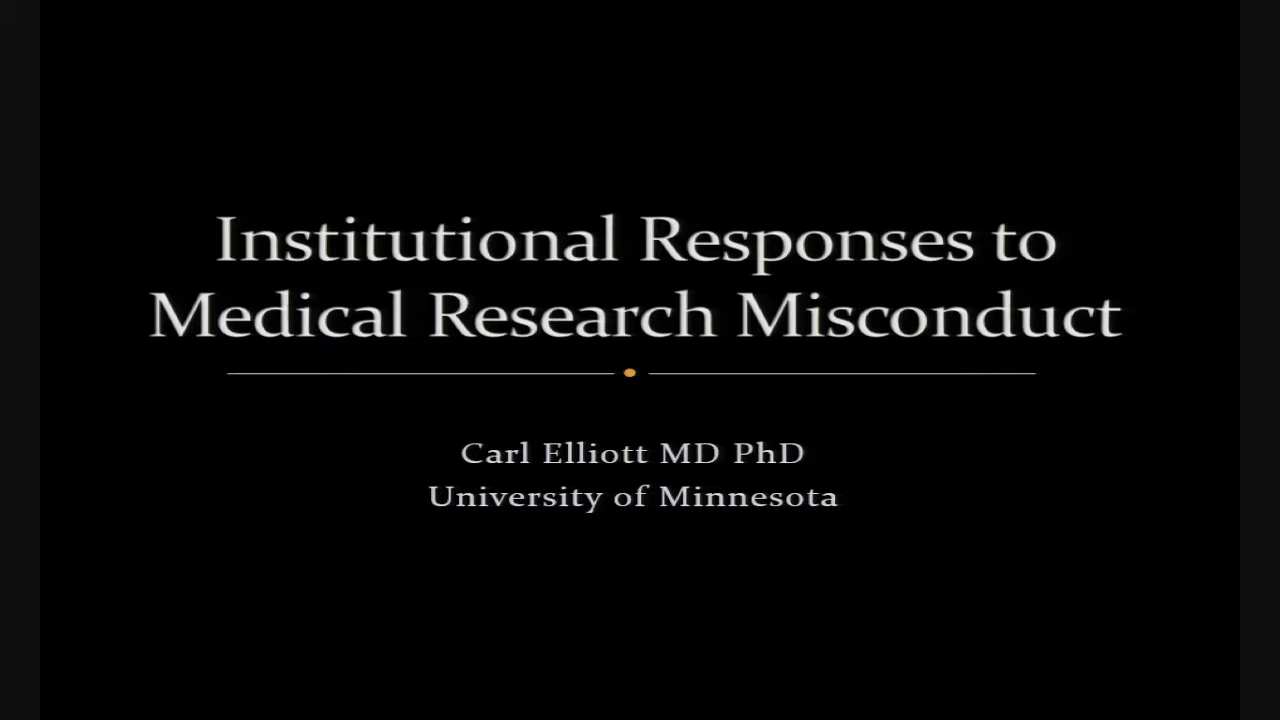 Institutional Responses to
Medical Research Misconduct
Carl Elliott MD PhD
University of Minnesota